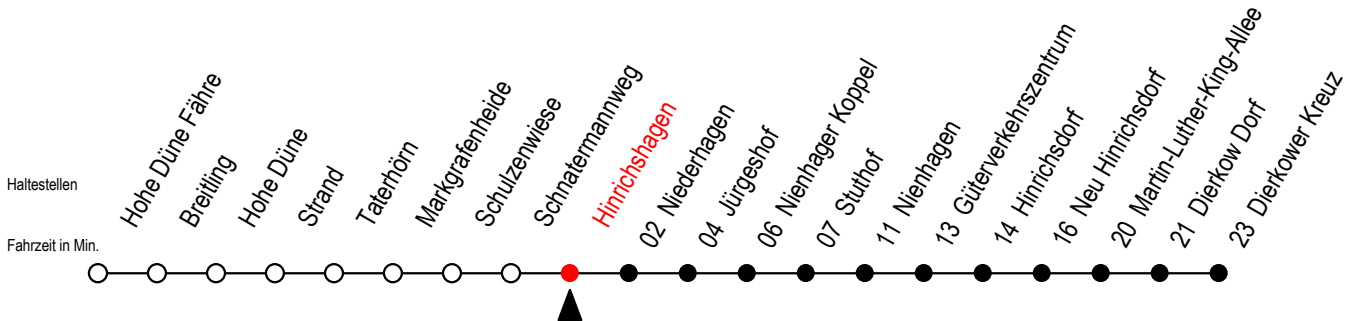 Haltestellen
Fahrzeit in Min.
Hohe Düne Fähre
Breitling
Hohe Düne
Strand
Taterhörn
Markgrafenheide
Schulzenwiese
Schnatermannweg
Hinrichshagen
02 Niederhagen
04 Jürgeshof
06 Nienhager Koppel
07 Stuthof
11 Nienhagen
13 Güterverkehrszentrum
14 Hinrichsdorf
16 Neu Hinrichsdorf
20 Martin-Luther-King-Allee
21 Dierkow Dorf
23 Dierkower Kreuz